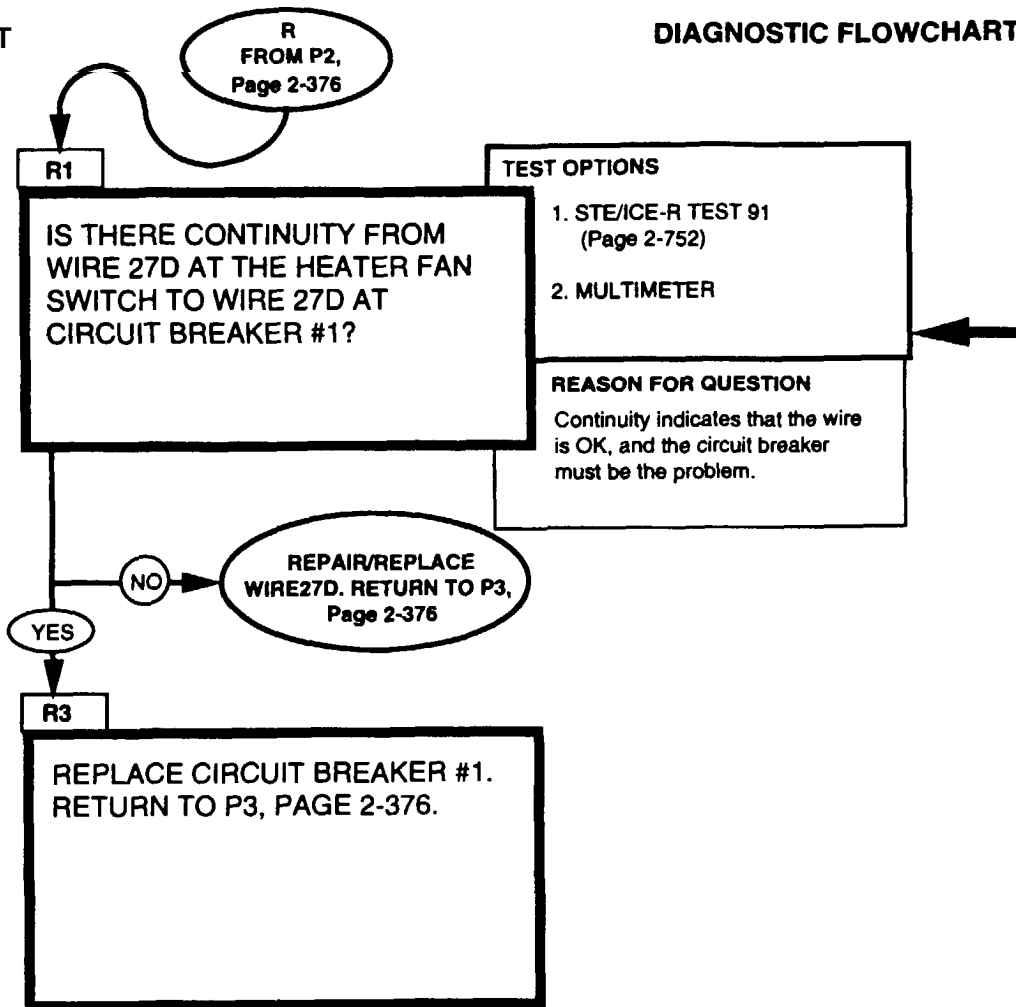 T
DIAGNOSTIC FLOWCHART
R
FROM P2,
Page 2-376
R1
IS THERE CONTINUITY FROM
WIRE 27D AT THE HEATER FAN
SWITCH TO WIRE 27D AT
CIRCUIT BREAKER #1?
TEST OPTIONS
1. STE/ICE-R TEST 91
(Page 2-752)
2. MULTIMETER
REASON FOR QUESTION
Continuity indicates that the wire
is OK, and the circuit breaker
must be the problem.
NO
REPAIR/REPLACE
WIRE27D. RETURN TO P3,
Page 2-376
YES
R3
REPLACE CIRCUIT BREAKER #1.
RETURN TO P3, PAGE 2-376.